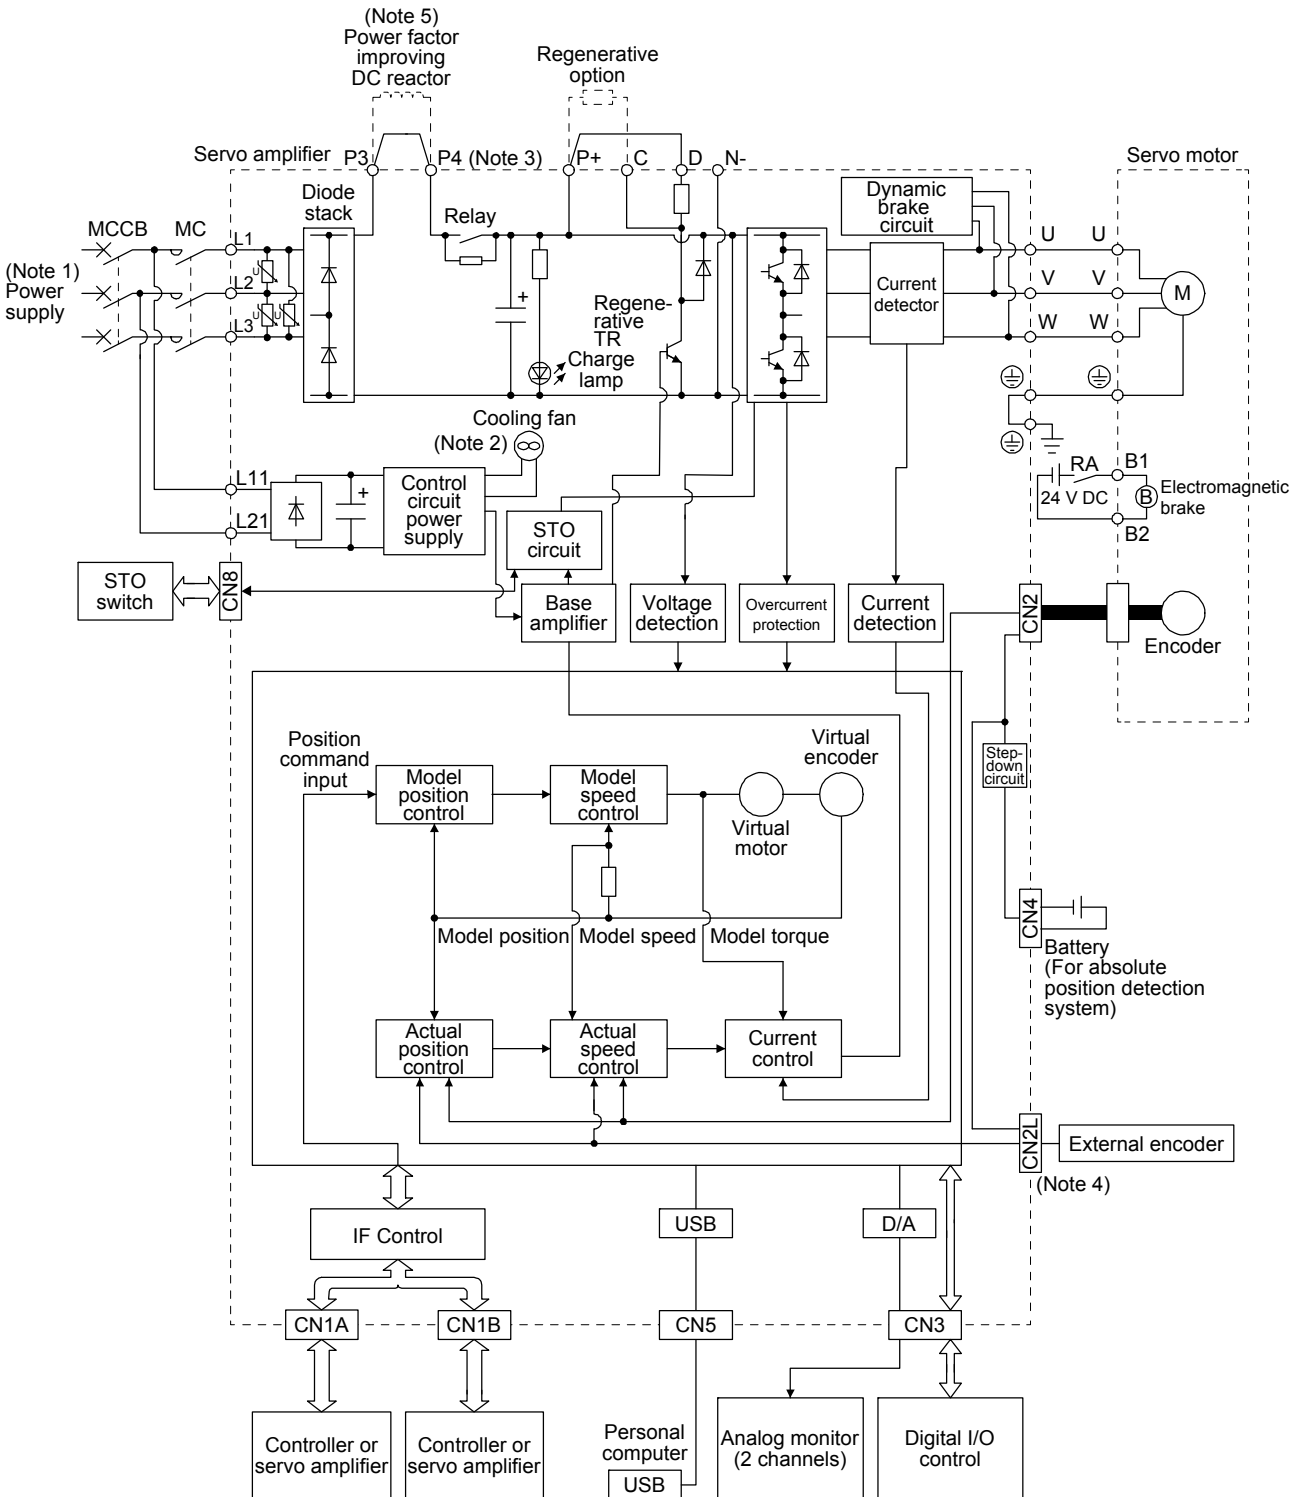 (Note 5)
Power factor
improving
DC reactor
Regenerative
option
Servo amplifier
P3
P4 (Note 3)
P+
C
D
N-
Servo motor
Diode
stack
Relay
Dynamic
brake
circuit
MCCB
MC
L1
L2
L3
(Note 1)
Power
supply
U
U
U
U
V
W
U
V
W
Current
detector
M
+
Regene-
rative
TR
Charge
lamp
Cooling fan
(Note 2)
L11
L21
+
Control
circuit
power
supply
STO
circuit
RA
24 V DC
B1
B
B2
Electromagnetic
brake
STO
switch
CN8
Base
amplifier
Voltage
detection
Overcurrent
protection
Current
detection
CN2
Encoder
Position
command
input
Model
position
control
Model
speed
control
Virtual
motor
Virtual
encoder
Step-
down
circuit
Model position
Model speed
Model torque
CN4
Battery
(For absolute
position detection
system)
Actual
position
control
Actual
speed
control
Current
control
CN2L
External encoder
(Note 4)
IF Control
USB
D/A
CN1A
CN1B
CN5
CN3
Controller or
servo amplifier
Controller or
servo amplifier
Personal
computer
USB
Analog monitor
(2 channels)
Digital I/O
control